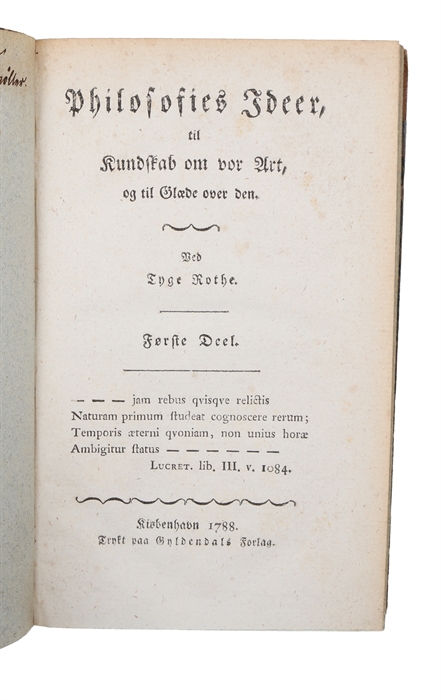 øller.
Philosofies Ideer,
til
Kundskab om vor Art,
og til Glæde over den.
Ved
Tyge Rothe.
Første Deel.
— — — jam rebus qvisqve relictis
Naturam primum studeat cognoscere rerum;
Temporis æterni qvoniam, non unius horæ
Ambigitur status — — — — — —
LUCRET. lib. III. v. 1084.
Kiøbenhavn 1788.
Trykt paa Gyldendals Forlag.